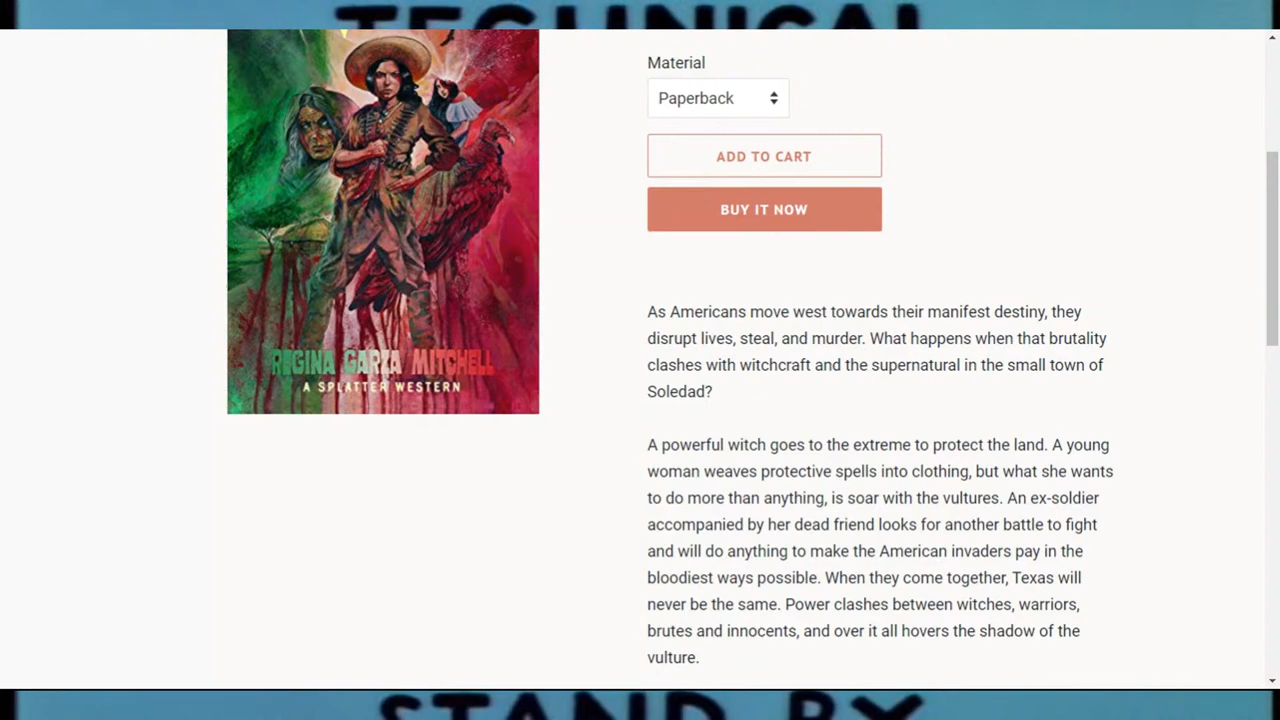 TECHNICAL
Material
Paperback
ADD TO CART
BUY IT NOW
REGINA GARZA MITCHELL
A SPLATTER WESTERN
As Americans move west towards their manifest destiny, they
disrupt lives, steal, and murder. What happens when that brutality
clashes with witchcraft and the supernatural in the small town of
Soledad?
A powerful witch goes to the extreme to protect the land. A young
woman weaves protective spells into clothing, but what she wants
to do more than anything, is soar with the vultures. An ex-soldier
accompanied by her dead friend looks for another battle to fight
and will do anything to make the American invaders pay in the
bloodiest ways possible. When they come together, Texas will
never be the same. Power clashes between witches, warriors,
brutes and innocents, and over it all hovers the shadow of the
vulture.
STAND BY